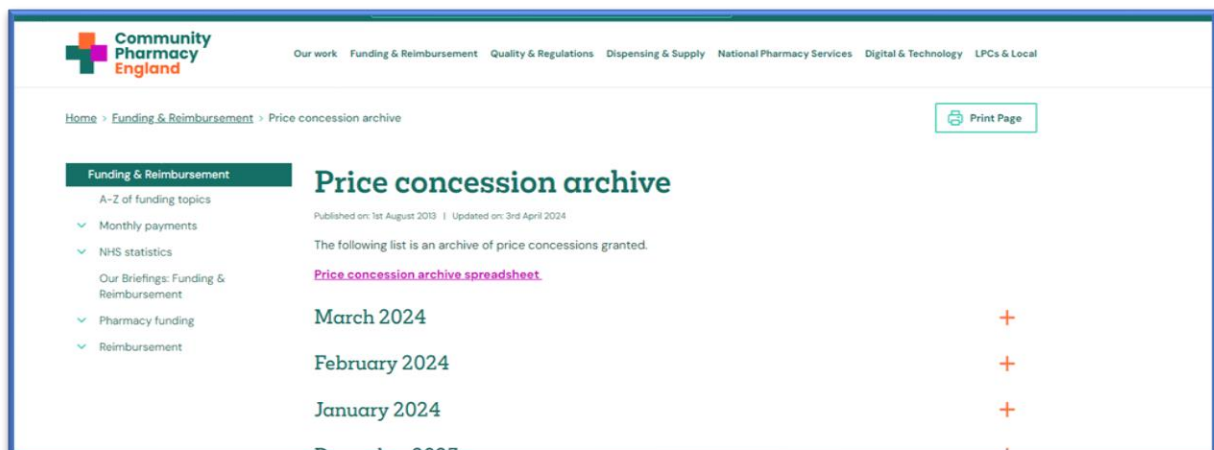 Community
Pharmacy
England
Our work Funding & Reimbursement Quality & Regulations Dispensing & Supply National Pharmacy Services Digital & Technology LPCs & Local
Home > Funding & Reimbursement > Price concession archive
Print Page
Funding & Reimbursement
A-Z of funding topics
Monthly payments
NHS statistics
Our Briefings: Funding &
Reimbursement
Pharmacy funding
Reimbursement
Price concession archive
Published on: 1st August 2013 | Updated on: 3rd April 2024
The following list is an archive of price concessions granted.
Price concession archive spreadsheet
March 2024
February 2024
January 2024